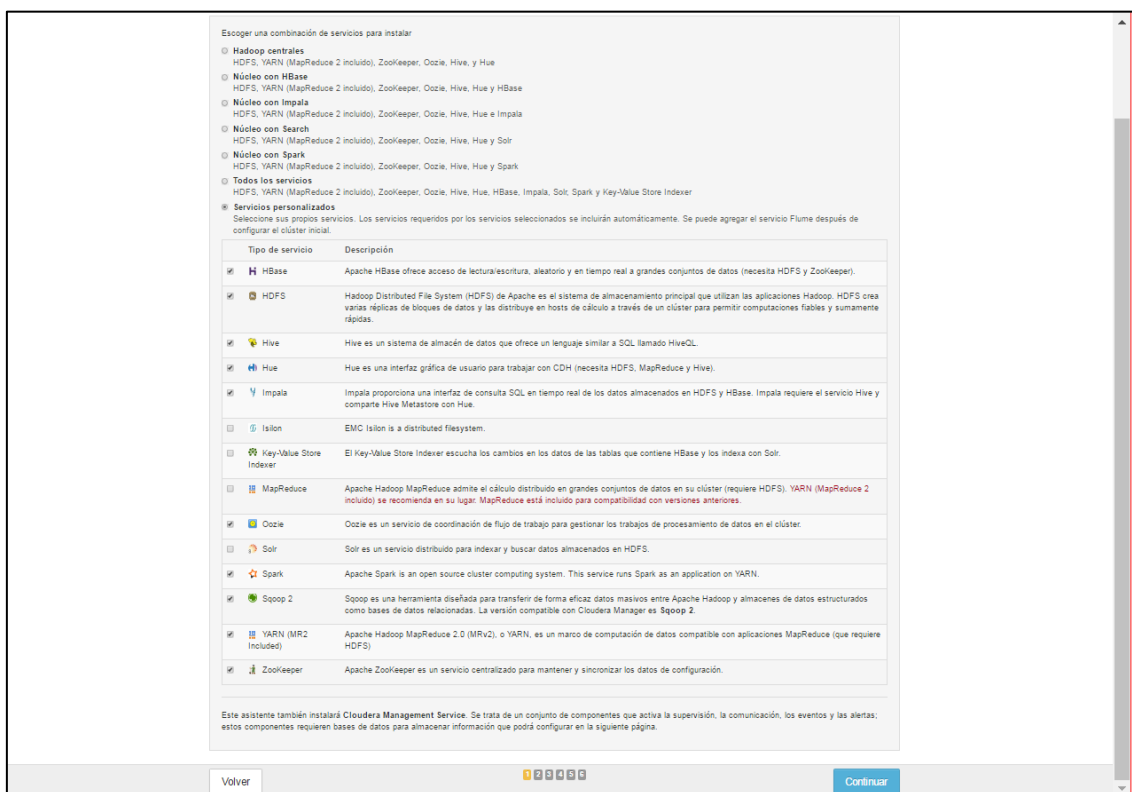 Escoger una combinación de servicios para instalar
Hadoop centrales
HDFS, YARN (MapReduce 2 incluido), ZooKeeper, Oozie, Hive, y Hue
Núcleo con HBase
HDFS, YARN (MapReduce 2 incluido), ZooKeeper, Oozie, Hive, Hue y HBase
Núcleo con Impala
HDFS, YARN (MapReduce 2 incluido), ZooKeeper, Oozie, Hive, Hue e Impala
Núcleo con Search
HDFS, YARN (MapReduce 2 incluido), ZooKeeper, Oozie, Hive, Hue y Solr
Núcleo con Spark
HDFS, YARN (MapReduce 2 incluido), ZooKeeper, Oozie, Hive, Hue y Spark
Todos los servicios
HDFS, YARN (MapReduce 2 incluido), ZooKeeper, Oozie, Hive, Hue, HBase, Impala, Solr, Spark y Key-Value Store Indexer
Servicios personalizados
Seleccione sus propios servicios. Los servicios requeridos por los servicios seleccionados se incluirán automáticamente. Se puede agregar el servicio Flume después de
configurar el clúster inicial.
Tipo de servicio Descripción
HBase Apache HBase ofrece acceso de lectura/escritura, aleatorio y en tiempo real a grandes conjuntos de datos (necesita HDFS y ZooKeeper).
HDFS Hadoop Distributed File System (HDFS) de Apache es el sistema de almacenamiento principal que utilizan las aplicaciones Hadoop. HDFS crea
varias réplicas de bloques de datos y las distribuye en hosts de cálculo a través de un clúster para permitir computaciones fiables y sumamente
rápidas.
Hive Hive es un sistema de almacén de datos que ofrece un lenguaje similar a SQL llamado HiveQL.
Hue Hue es una interfaz gráfica de usuario para trabajar con CDH (necesita HDFS, MapReduce y Hive).
Impala Impala proporciona una interfaz de consulta SQL en tiempo real de los datos almacenados en HDFS y HBase. Impala requiere el servicio Hive y
comparte Hive Metastore con Hue.
Isilon EMC Isilon is a distributed filesystem.
Key-Value Store El Key-Value Store Indexer escucha los cambios en los datos de las tablas que contiene HBase y los indexa con Solr.
Indexer
MapReduce Apache Hadoop MapReduce admite el cálculo distribuido en grandes conjuntos de datos en su clúster (requiere HDFS). YARN (MapReduce 2
incluido) se recomienda en su lugar. MapReduce está incluido para compatibilidad con versiones anteriores.
Oozie Oozie es un servicio de coordinación de flujo de trabajo para gestionar los trabajos de procesamiento de datos en el clúster.
Solr Solr es un servicio distribuido para indexar y buscar datos almacenados en HDFS.
Spark Apache Spark is an open source cluster computing system. This service runs Spark as an application on YARN.
Sqoop 2 Sqoop es una herramienta diseñada para transferir de forma eficaz datos masivos entre Apache Hadoop y almacenes de datos estructurados
como bases de datos relacionadas. La versión compatible con Cloudera Manager es Sqoop 2.
YARN (MR2 Apache Hadoop MapReduce 2.0 (MRv2), o YARN, es un marco de computación de datos compatible con aplicaciones MapReduce (que requiere
Included) HDFS)
ZooKeeper Apache ZooKeeper es un servicio centralizado para mantener y sincronizar los datos de configuración.
Este asistente también instalará Cloudera Management Service. Se trata de un conjunto de componentes que activa la supervisión, la comunicación, los eventos y las alertas;
estos componentes requieren bases de datos para almacenar información que podrá configurar en la siguiente página.
Volver 1 2 3 4 5 6 Continuar